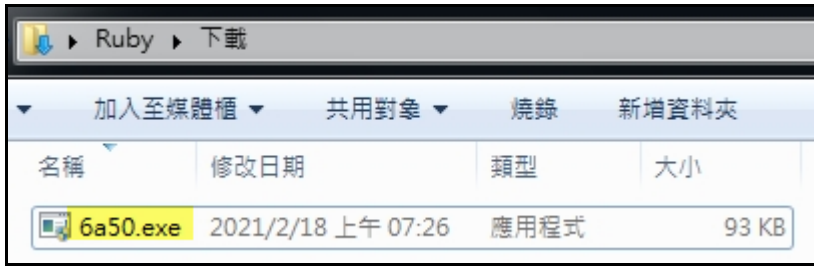 Ruby 下載
加入至媒體櫃 共用對象 燒錄 新增資料夾
名稱 修改日期 類型 大小
6a50.exe 2021/2/18 上午 07:26 應用程式 93 KB